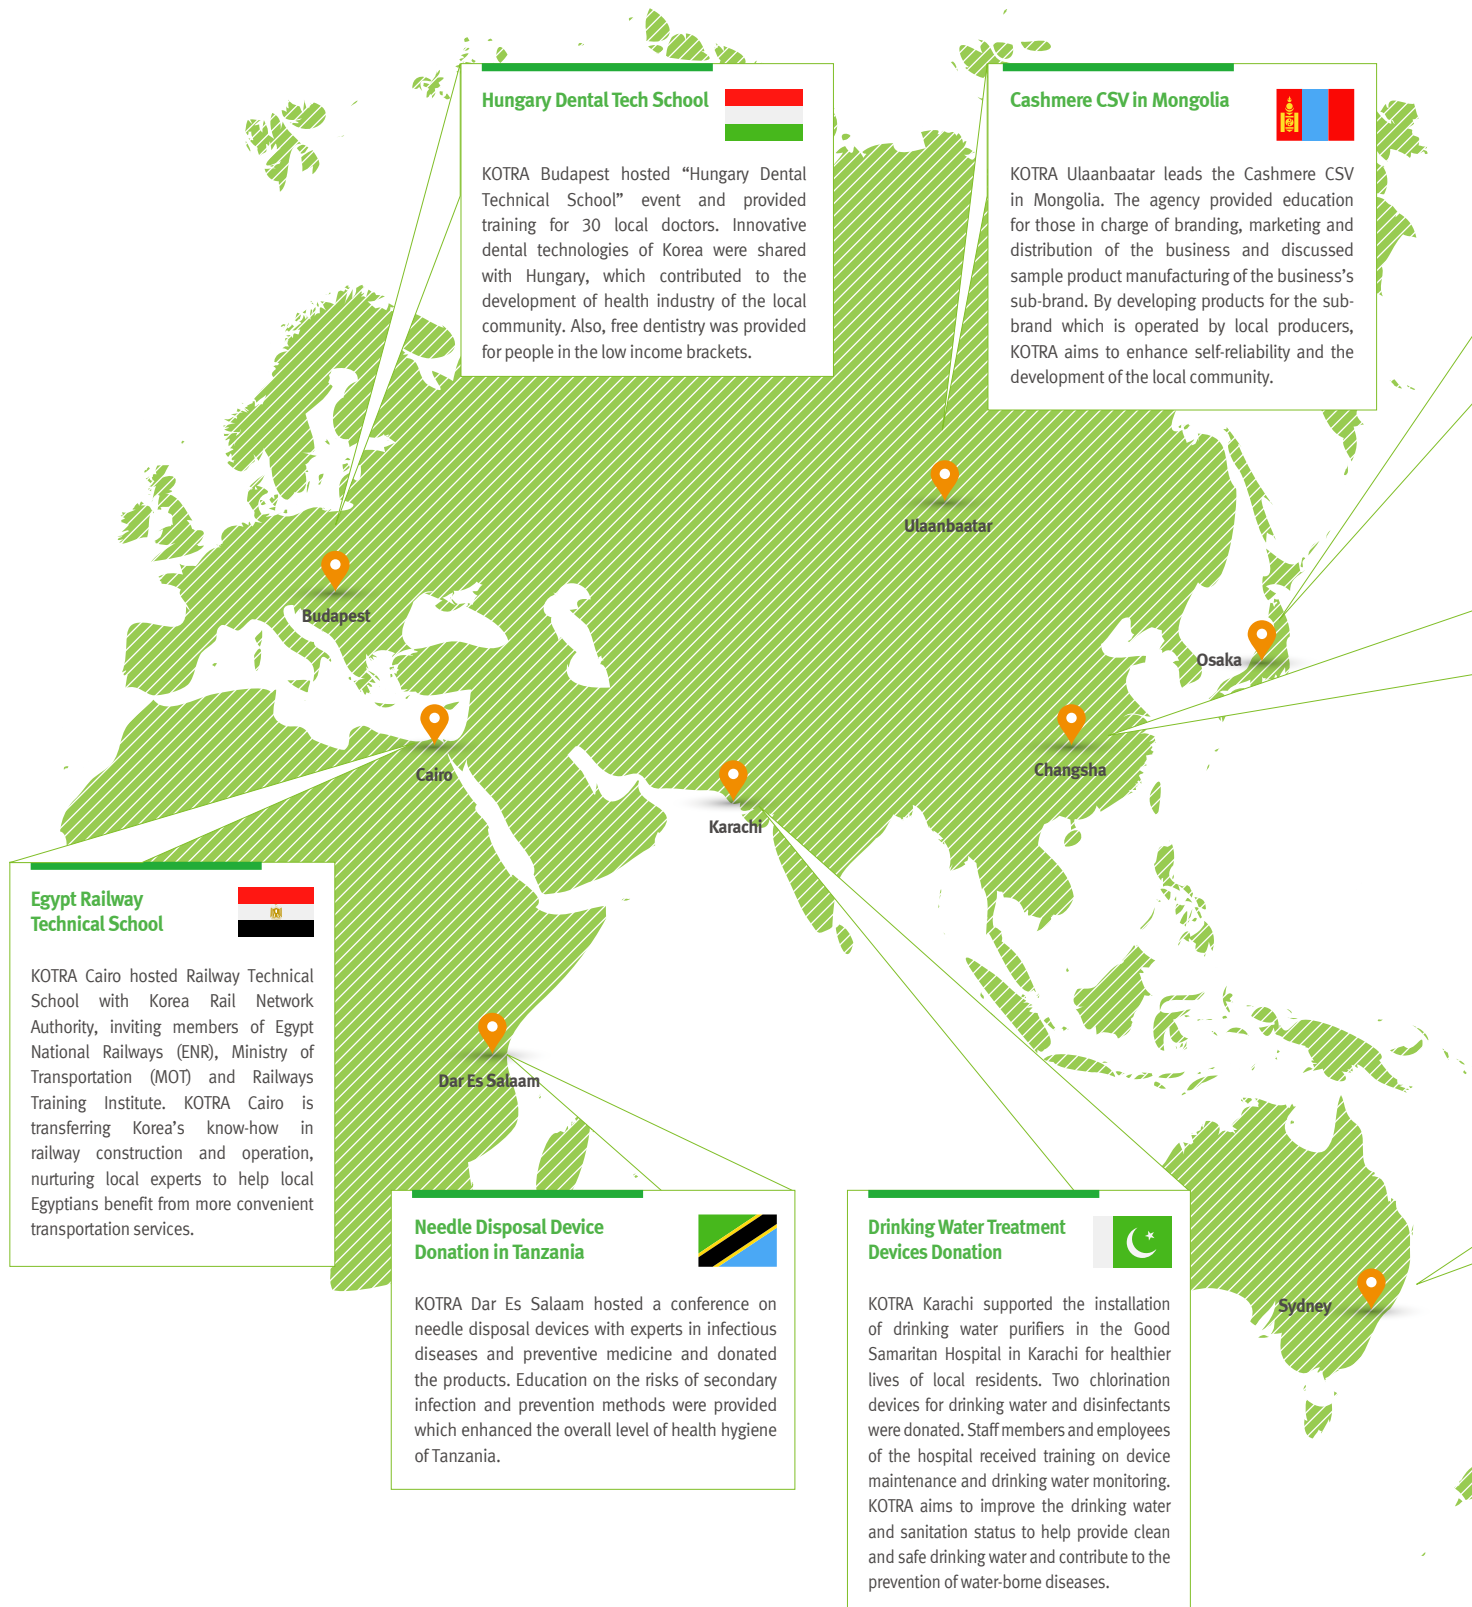 Hungary Dental Tech School
KOTRA Budapest hosted “Hungary Dental
Technical School” event and provided
training for 30 local doctors. Innovative
dental technologies of Korea were shared
with Hungary, which contributed to the
development of health industry of the local
community. Also, free dentistry was provided
for people in the low income brackets.
Cashmere CSV in Mongolia
KOTRA Ulaanbaatar leads the Cashmere CSV
in Mongolia. The agency provided education
for those in charge of branding, marketing and
distribution of the business and discussed
sample product manufacturing of the business’s
sub-brand. By developing products for the sub-
brand which is operated by local producers,
KOTRA aims to enhance self-reliability and the
development of the local community.
Ulaanbaatar
Budapest
Osaka
Cairo
Changsha
Karachi
Egypt Railway
Technical School
KOTRA Cairo hosted Railway Technical
School with Korea Rail Network
Authority, inviting members of Egypt
National Railways (ENR), Ministry of
Transportation (MOT) and Railways
Training Institute. KOTRA Cairo is
transferring Korea’s know-how in
railway construction and operation,
nurturing local experts to help local
Egyptians benefit from more convenient
transportation services.
Dar Es Salaam
Needle Disposal Device
Donation in Tanzania
KOTRA Dar Es Salaam hosted a conference on
needle disposal devices with experts in infectious
diseases and preventive medicine and donated
the products. Education on the risks of secondary
infection and prevention methods were provided
which enhanced the overall level of health hygiene
of Tanzania.
Drinking Water Treatment
Devices Donation
KOTRA Karachi supported the installation
of drinking water purifiers in the Good
Samaritan Hospital in Karachi for healthier
lives of local residents. Two chlorination
devices for drinking water and disinfectants
were donated. Staff members and employees
of the hospital received training on device
maintenance and drinking water monitoring.
KOTRA aims to improve the drinking water
and sanitation status to help provide clean
and safe drinking water and contribute to the
prevention of water-borne diseases.
Sydney